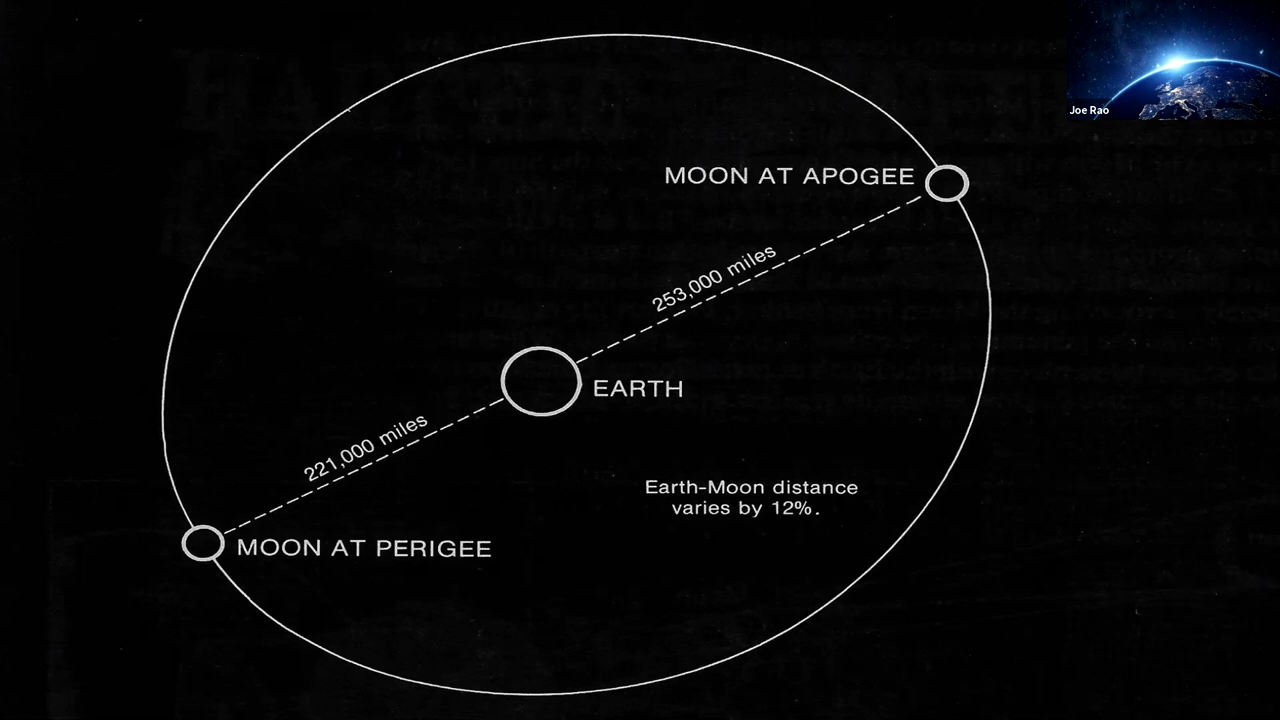 Joe Rao
MOON AT APOGEE
253,000 miles
EARTH
221,000 miles
Earth-Moon distance
varies by 12%.
MOON AT PERIGEE